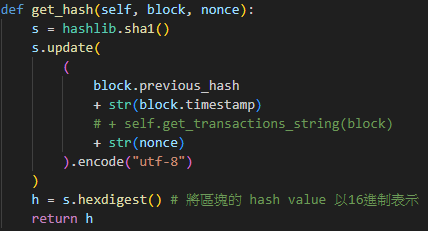 def get_hash(self, block, nonce):
    s = hashlib.sha1()
    s.update(
        (
            block.previous_hash
            + str(block.timestamp)
            # + self.get_transactions_string(block)
            + str(nonce)
        ).encode("utf-8")
    )
    h = s.hexdigest() # 將區塊的 hash value 以16進制表示
    return h